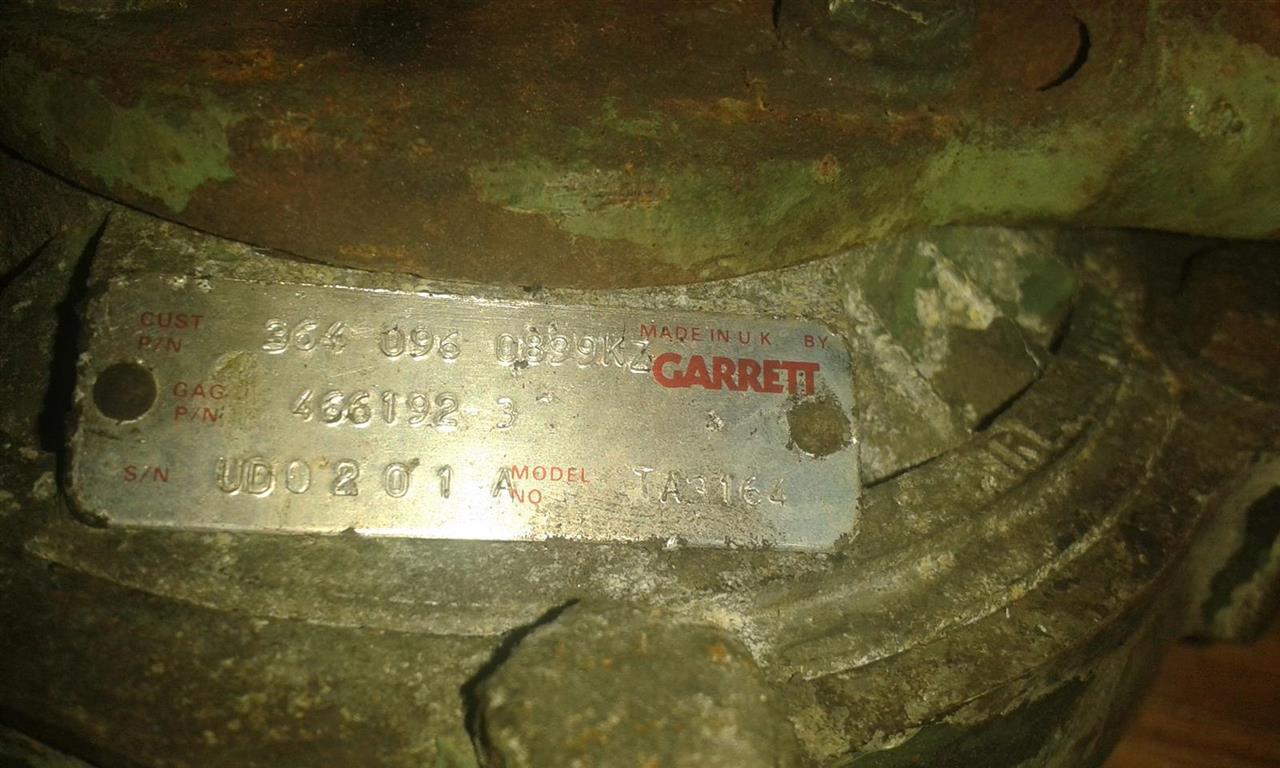 CUST P/N 364 096 0899KZ MADE IN U K BY
GARRETT
GAG P/N 466192 3
S/N UD0201 A MODEL NO TA3164